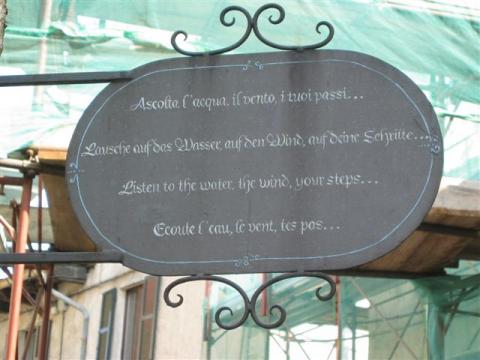 Ascolta l'acqua, il vento, i tuoi passi...
Lausche auf das Wasser, auf den Wind, auf deine Schritte...
Listen to the water, the wind, your steps...
Ecoute l'eau, le vent, tes pas...